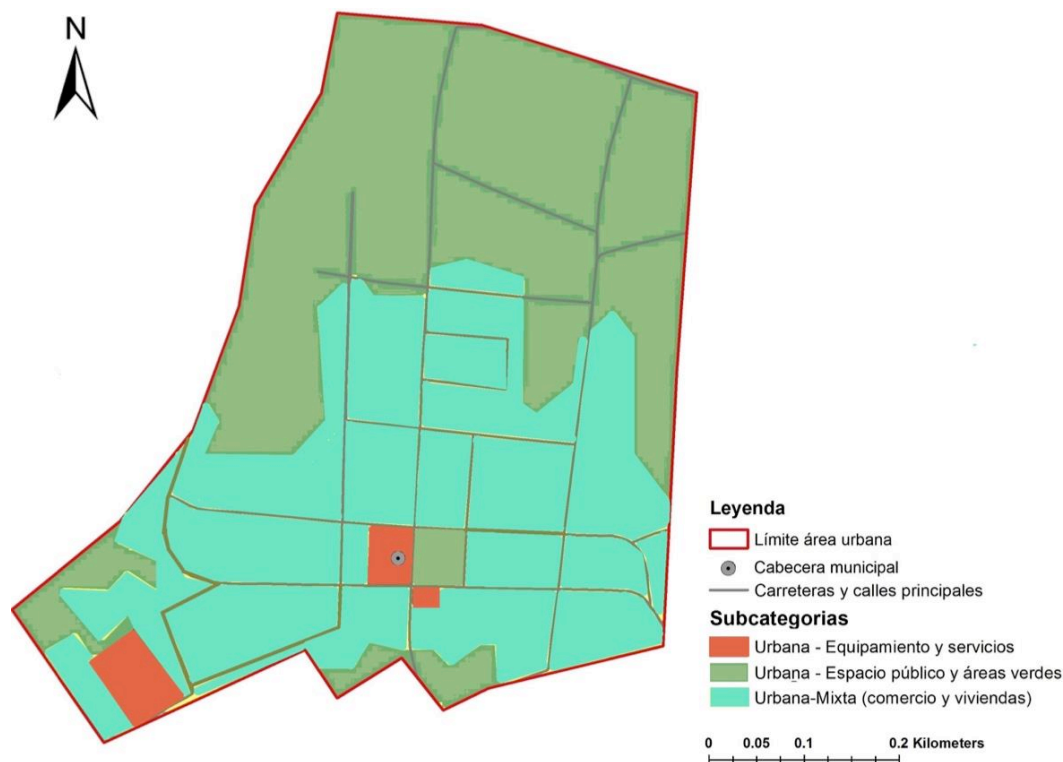 N
Leyenda
Límite área urbana
Cabecera municipal
Carreteras y calles principales
Subcategorias
Urbana - Equipamiento y servicios
Urbana - Espacio público y áreas verdes
Urbana-Mixta (comercio y viviendas)
0 0.05 0.1 0.2 Kilometers